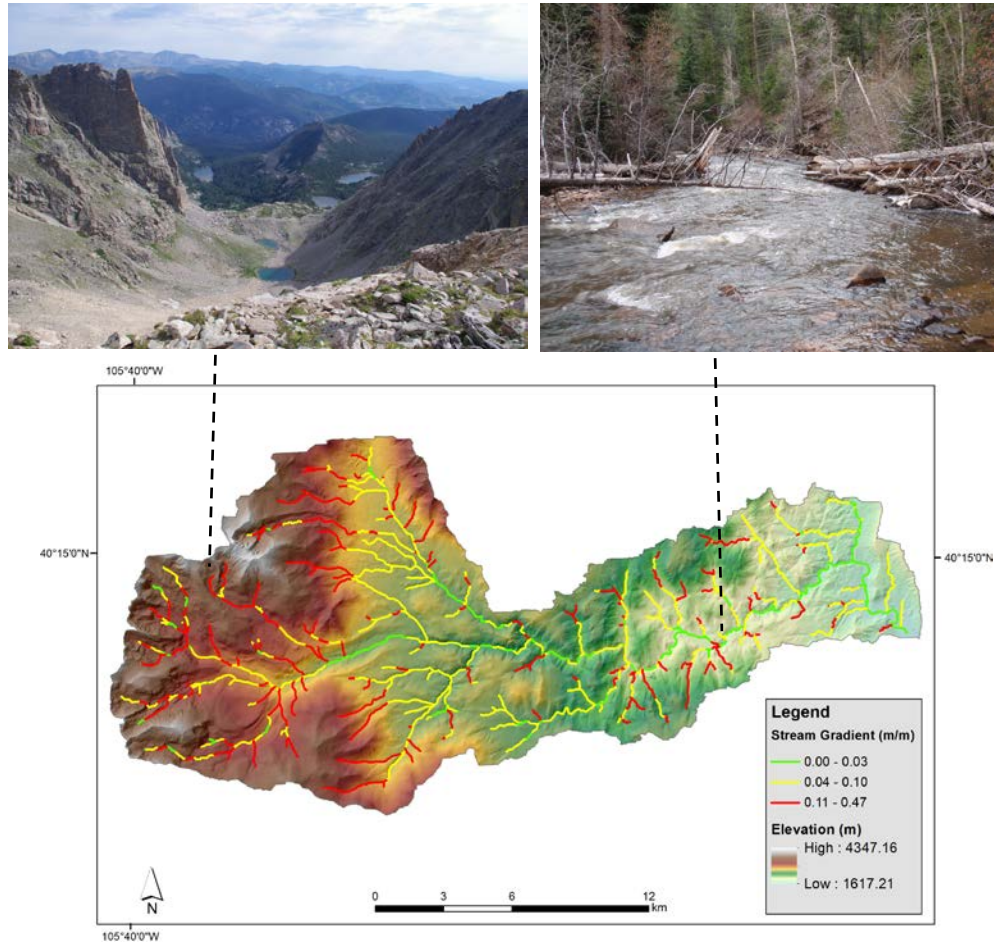 105°40'0"W
40°15'0"N
40°15'0"N
Legend
Stream Gradient (m/m)
0.00 - 0.03
0.04 - 0.10
0.11 - 0.47
Elevation (m)
High : 4347.16
Low : 1617.21
N
0 3 6 12
km
105°40'0"W